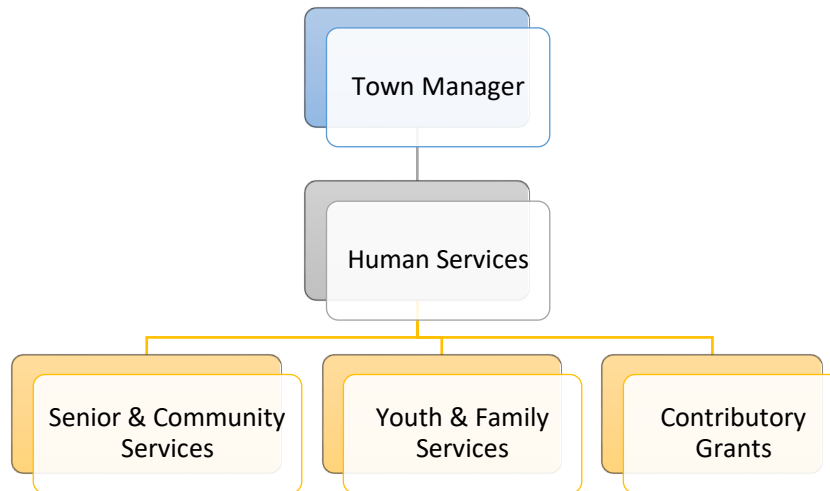 Town Manager
Human Services
Senior & Community
Services
Youth & Family
Services
Contributory
Grants